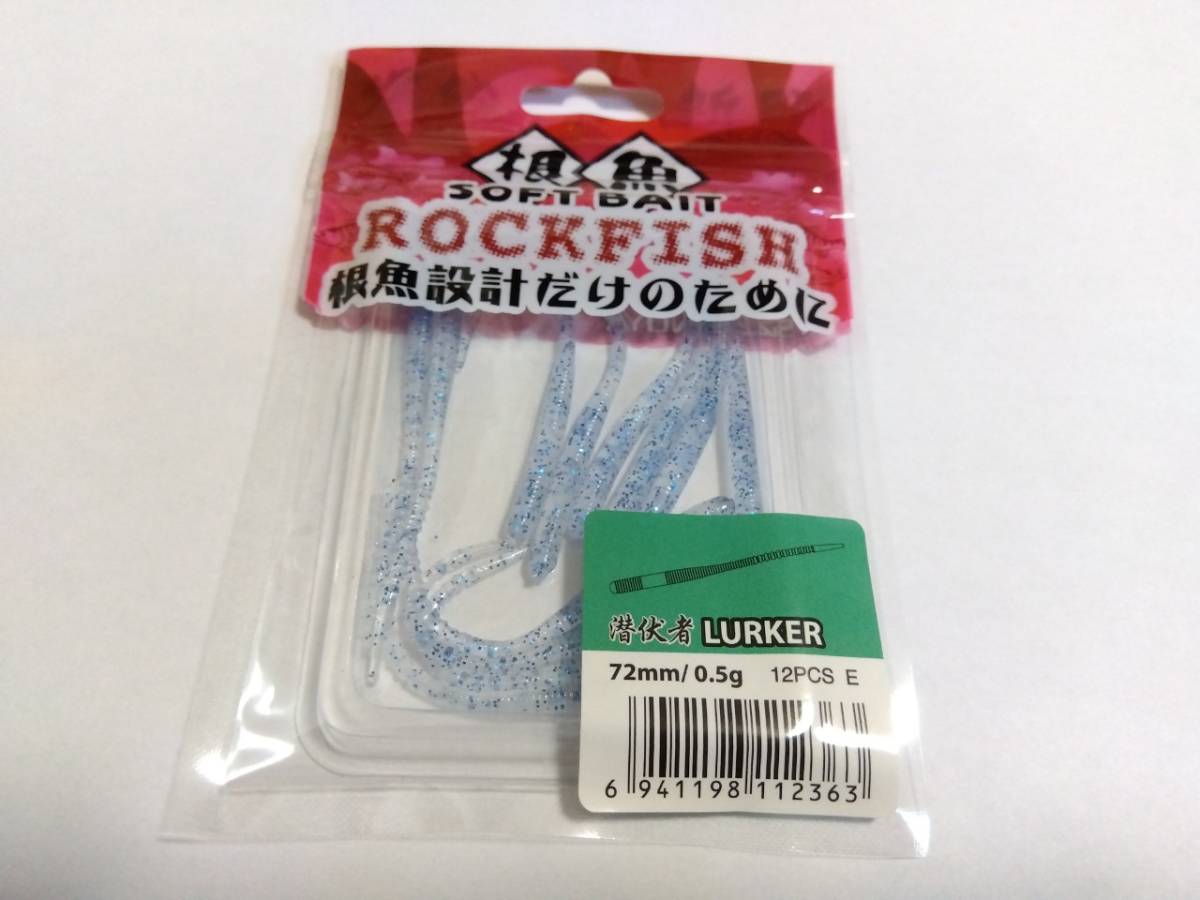 根魚
SOFT BAIT
ROCKFISH
根魚設計だけのために
潜伏者 LURKER
72mm/0.5g 12PCS E
6 941198 112363